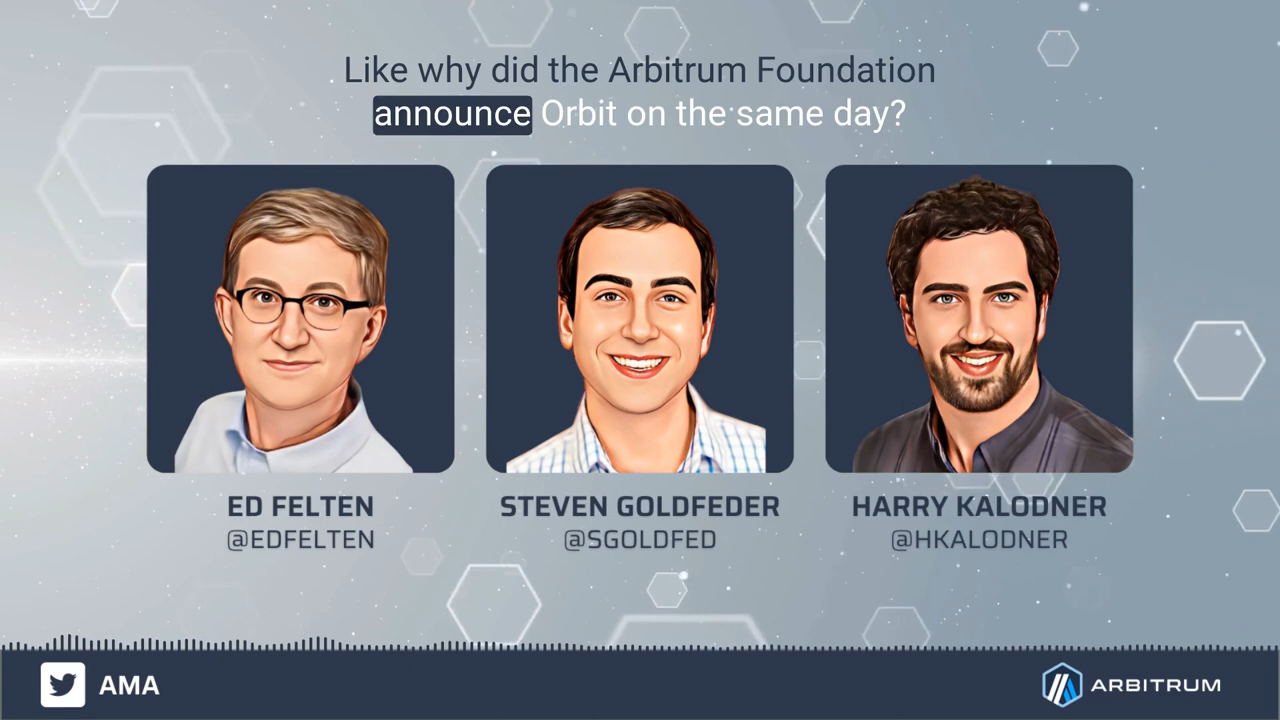 Like why did the Arbitrum Foundation
announce Orbit on the same day?
ED FELTEN
@EDFELTEN
STEVEN GOLDFEDER
@SGOLDFED
HARRY KALODNER
@HKALODNER
AMA
ARBITRUM